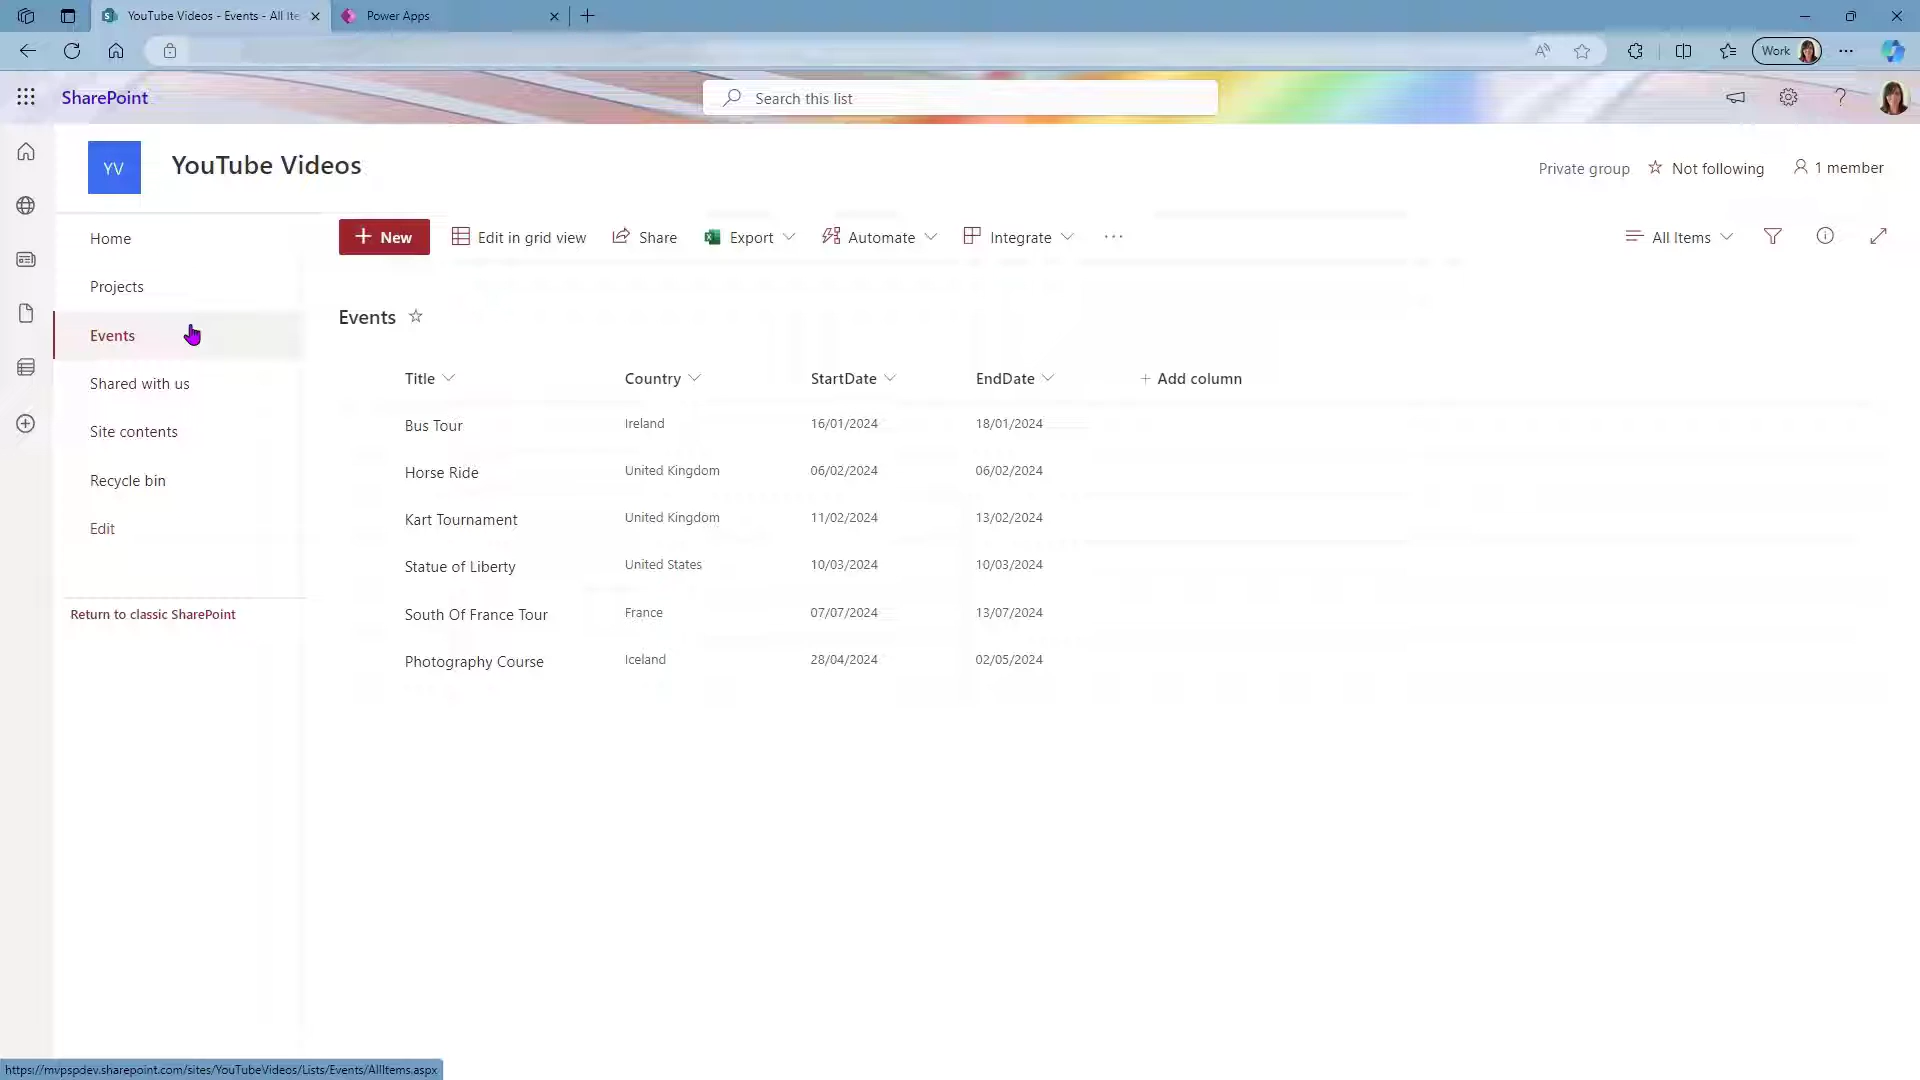 YouTube Videos - Events - All Ite
Power Apps
Work
SharePoint
Search this list
YV
YouTube Videos
Private group
Not following
1 member
Home
Projects
Events
Shared with us
Site contents
Recycle bin
Edit
Return to classic SharePoint
+ New Edit in grid view Share Export Automate Integrate ... All Items
Events
Title Country StartDate EndDate + Add column
Bus Tour Ireland 16/01/2024 18/01/2024
Horse Ride United Kingdom 06/02/2024 06/02/2024
Kart Tournament United Kingdom 11/02/2024 13/02/2024
Statue of Liberty United States 10/03/2024 10/03/2024
South Of France Tour France 07/07/2024 13/07/2024
Photography Course Iceland 28/04/2024 02/05/2024
https://mvpspdev.sharepoint.com/sites/YouTubeVideos/Lists/Events/AllItems.aspx